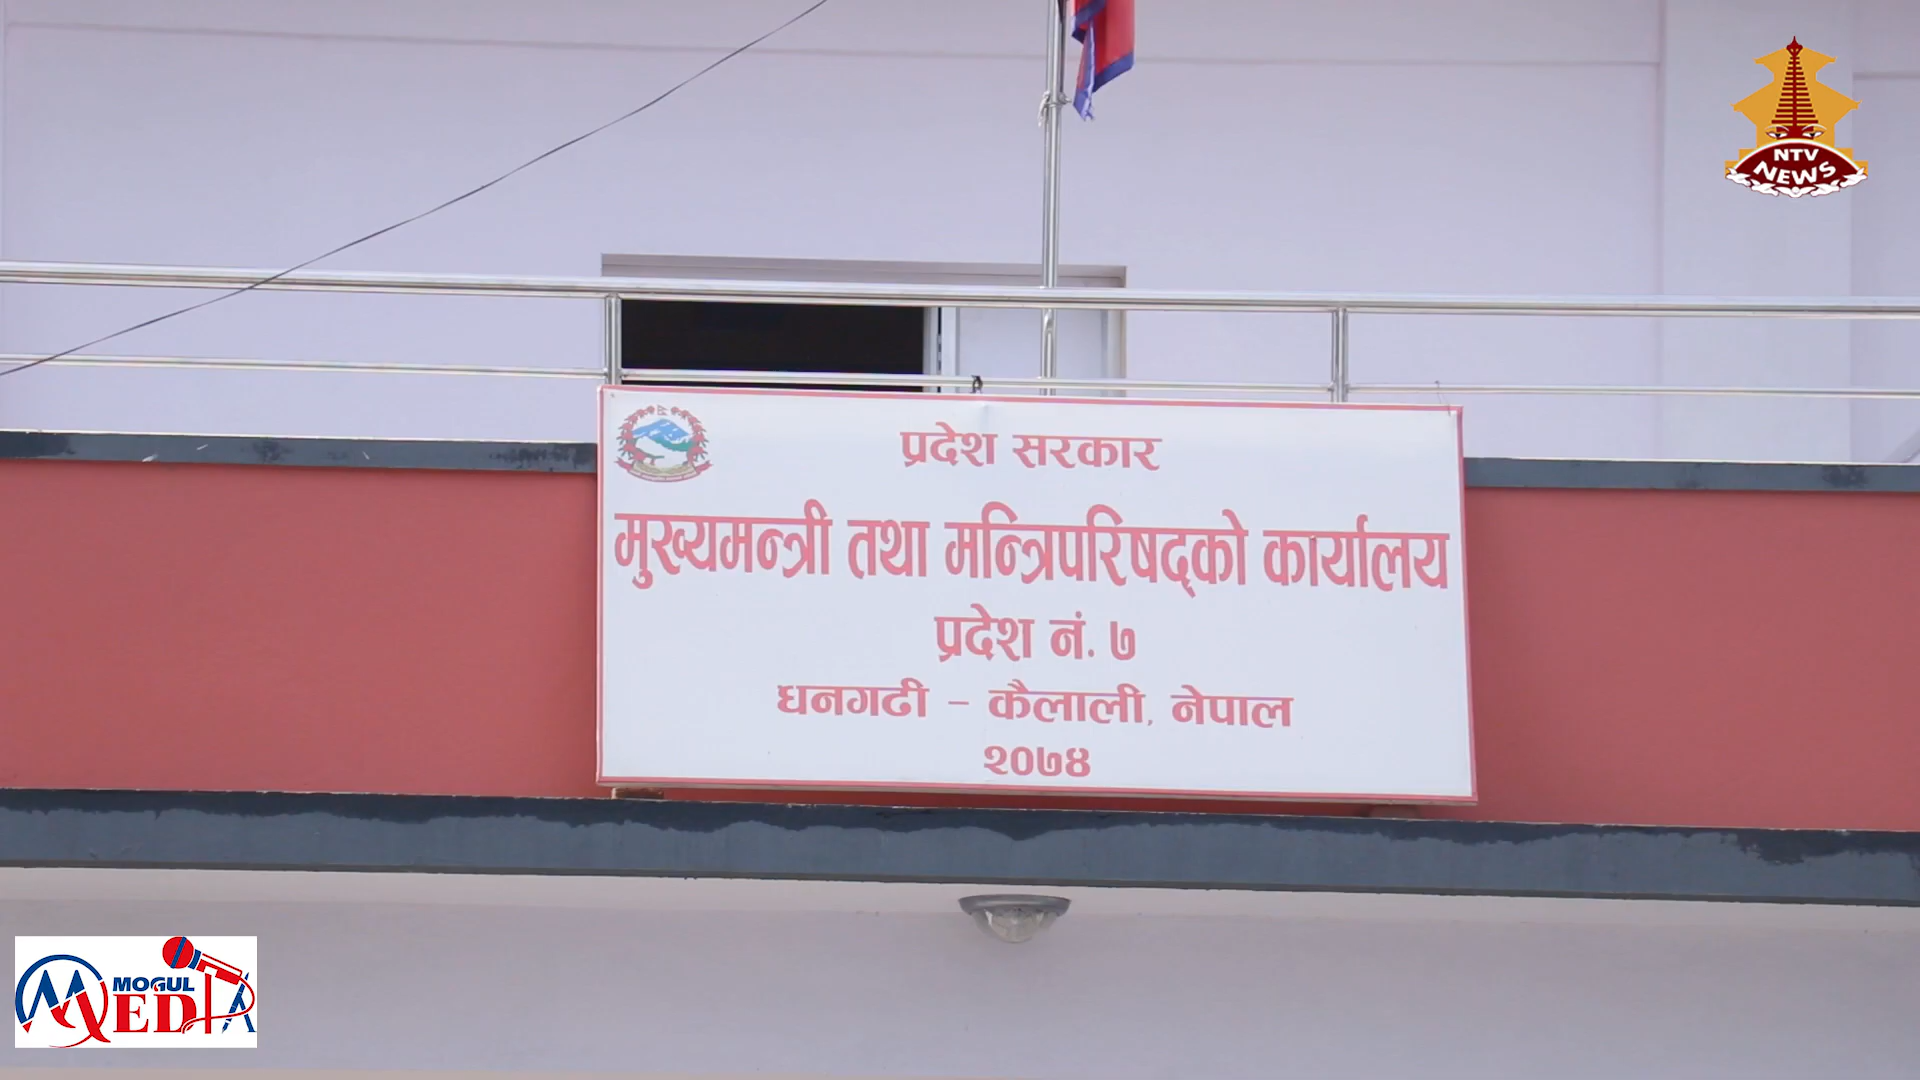 NTV
NEWS
प्रदेश सरकार
मुख्यमन्त्री तथा मन्त्रिपरिषद्को कार्यालय
प्रदेश नं. ७
धनगढी - कैलाली, नेपाल
२०७४
MOGUL
MEDIA